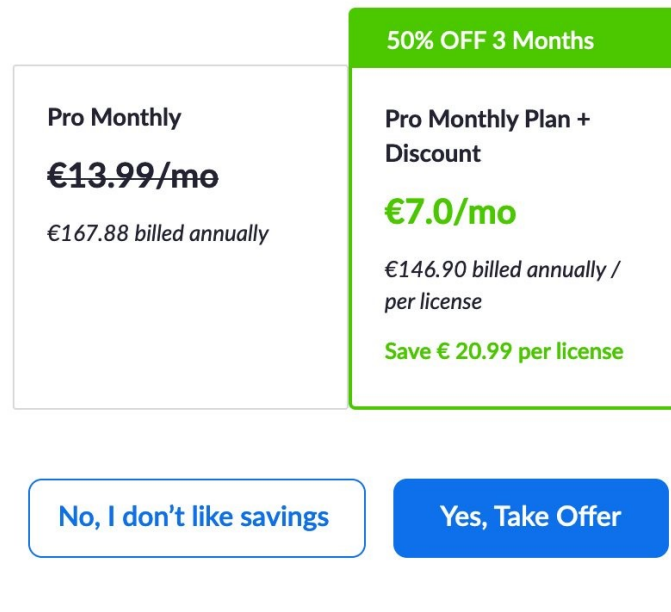 50% OFF 3 Months
Pro Monthly
€13.99/mo
€167.88 billed annually
Pro Monthly Plan +
Discount
€7.0/mo
€146.90 billed annually /
per license
Save € 20.99 per license
No, I don’t like savings
Yes, Take Offer